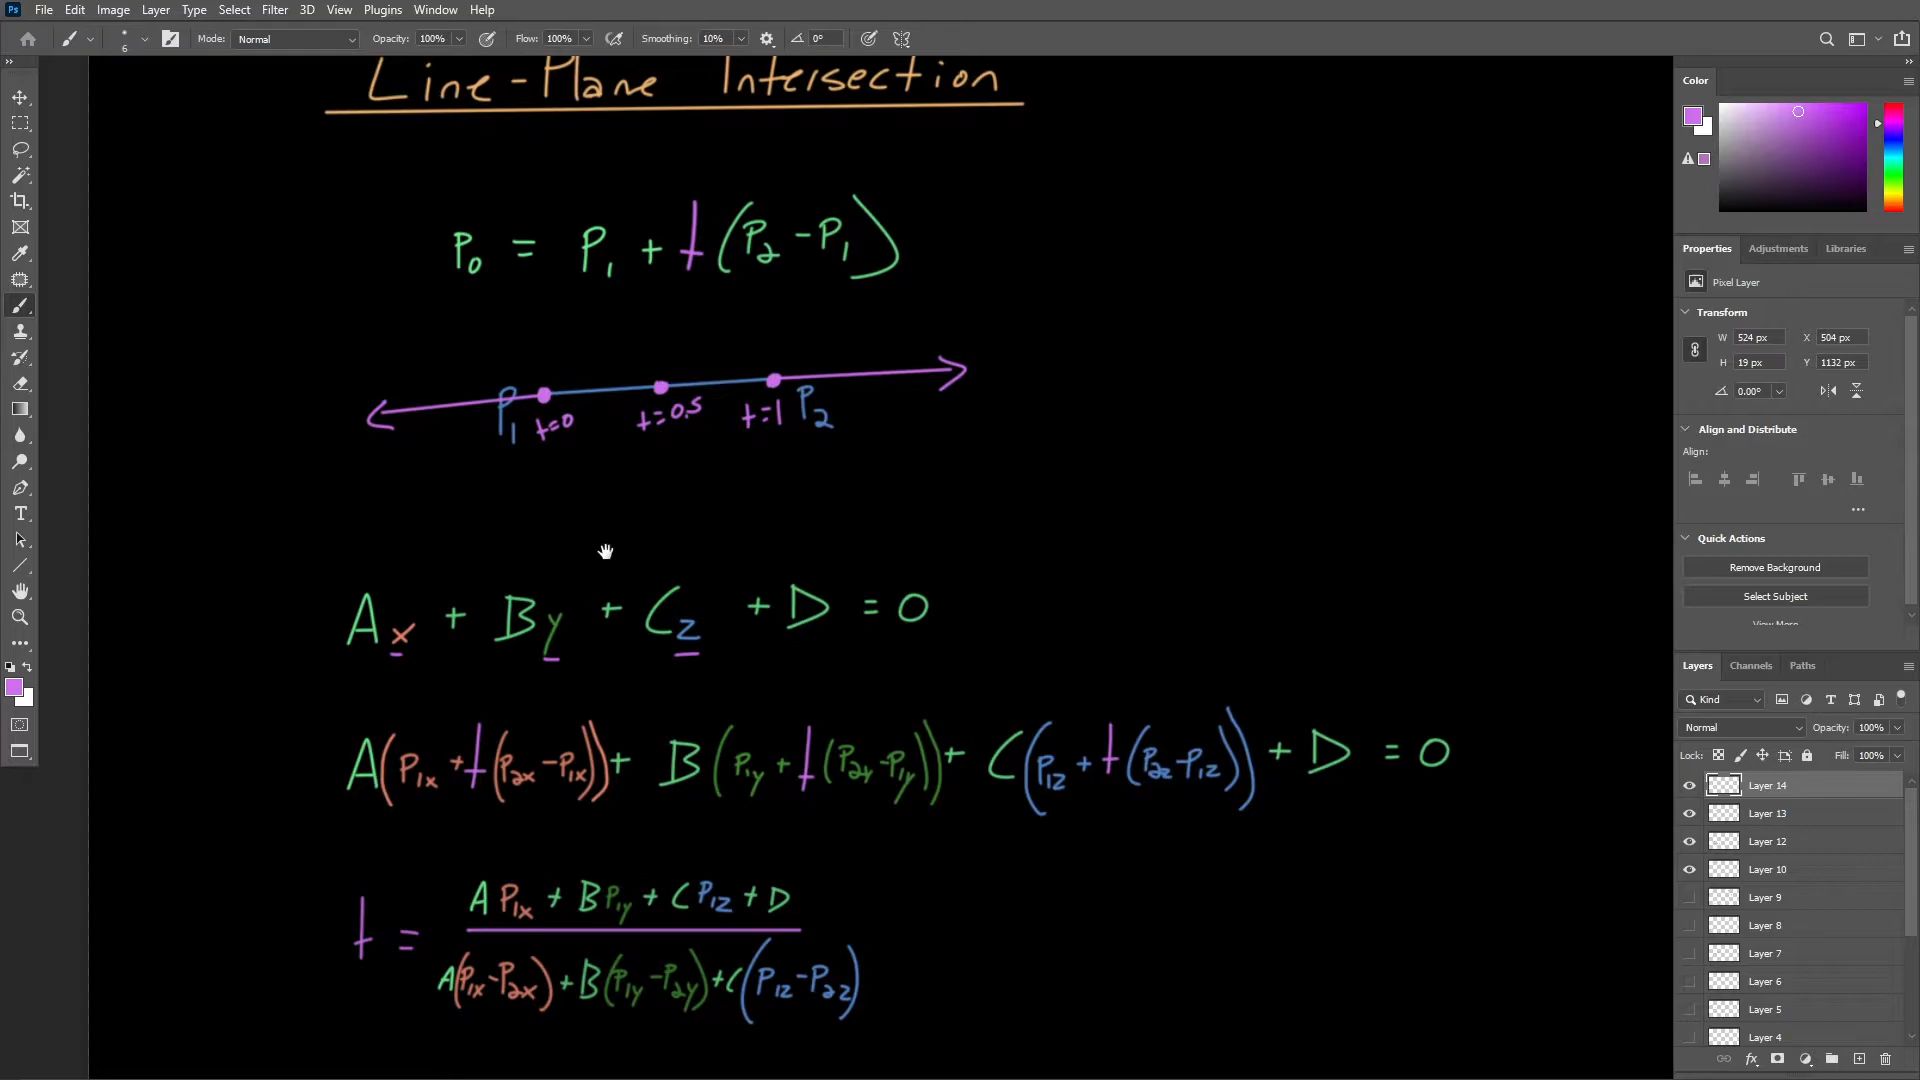 Ps File Edit Image Layer Type Select Filter 3D View Plugins Window Help
6 Mode: Normal Opacity: 100% Flow: 100% Smoothing: 10% 0°
Line-Plane Intersection
P₀ = P₁ + t(P₂ - P₁)
P₁ t=0 t=0.5 t=1 P₂
Ax + By + Cz + D = 0
A(P₁x + t(P₂x - P₁x)) + B(P₁y + t(P₂y - P₁y)) + C(P₁z + t(P₂z - P₁z)) + D = 0
AP₁x + BP₁y + CP₁z + D
t =
A(P₁x - P₂x) + B(P₁y - P₂y) + C(P₁z - P₂z)
Color
Properties Adjustments Libraries
Pixel Layer
Transform
W 524 px X 504 px
H 19 px Y 1132 px
0.00°
Align and Distribute
Align:
Quick Actions
Remove Background
Select Subject
View More
Layers Channels Paths
Kind
Normal Opacity: 100%
Lock: Fill: 100%
Layer 14
Layer 13
Layer 12
Layer 10
Layer 9
Layer 8
Layer 7
Layer 6
Layer 5
Layer 4
fx